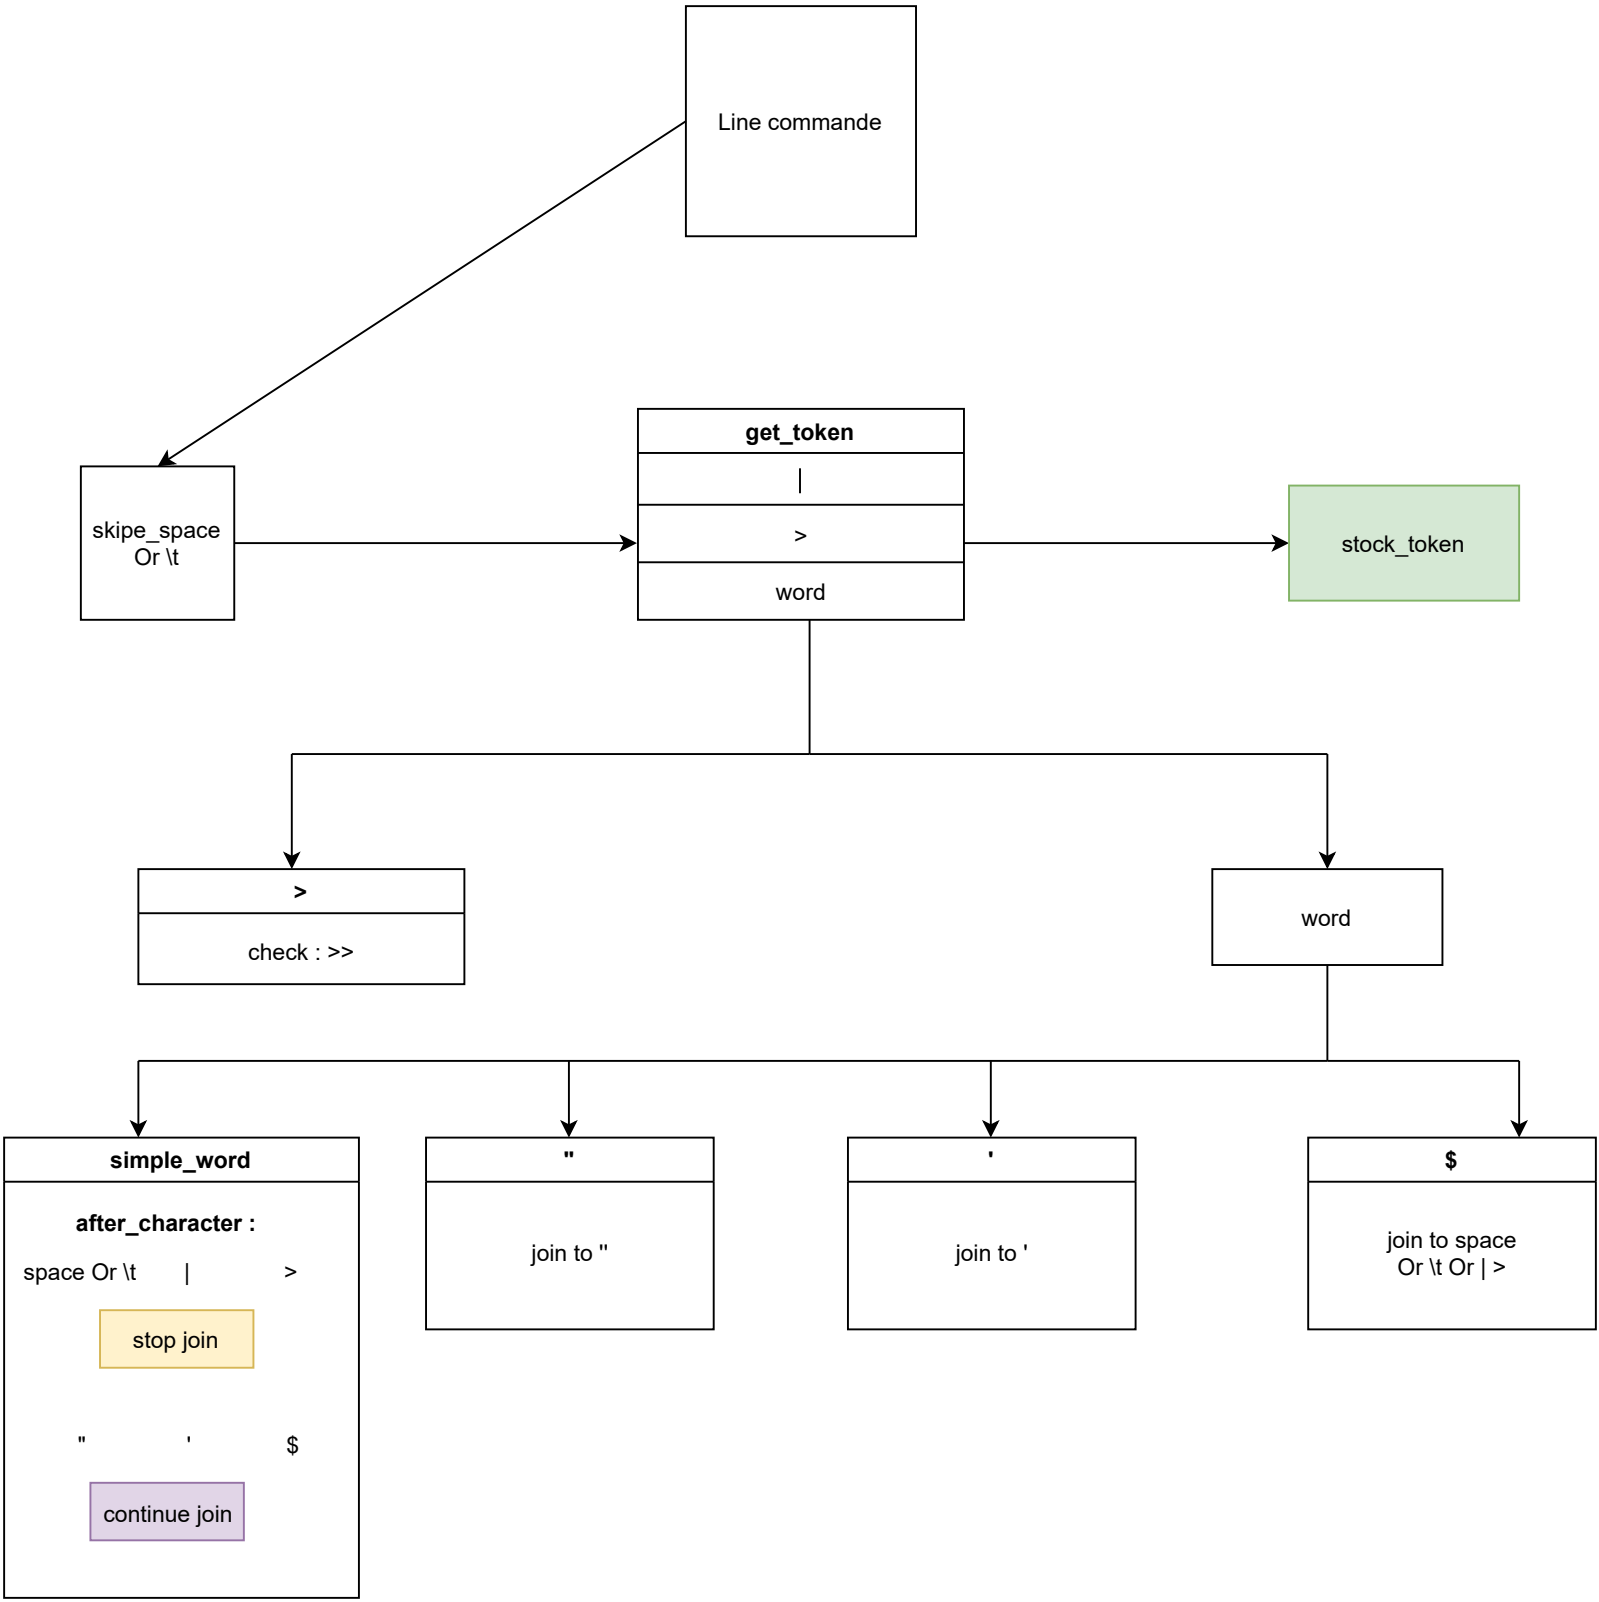 Line commande
get_token
|
>
word
skipe_space
Or \t
stock_token
>
check : >>
word
simple_word
after_character :
space Or \t | >
stop join
" ' $
continue join
"
join to "
'
join to '
$
join to space
Or \t Or | >